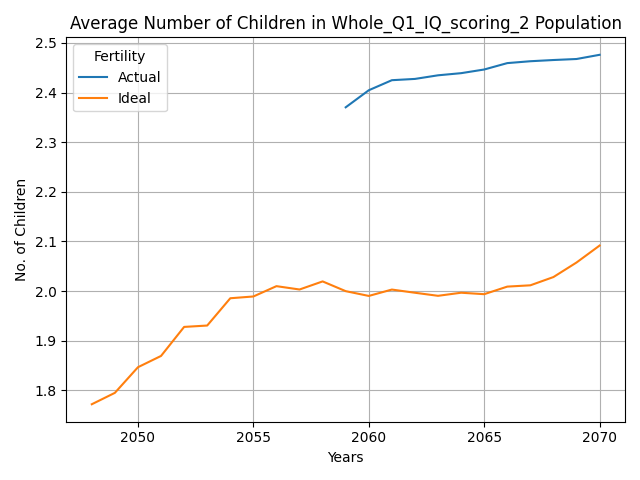 Average Number of Children in Whole_Q1_IQ_scoring_2 Population
Fertility
Actual
Ideal
No. of Children
2.5
2.4
2.3
2.2
2.1
2.0
1.9
1.8
2050
2055
2060
2065
2070
Years